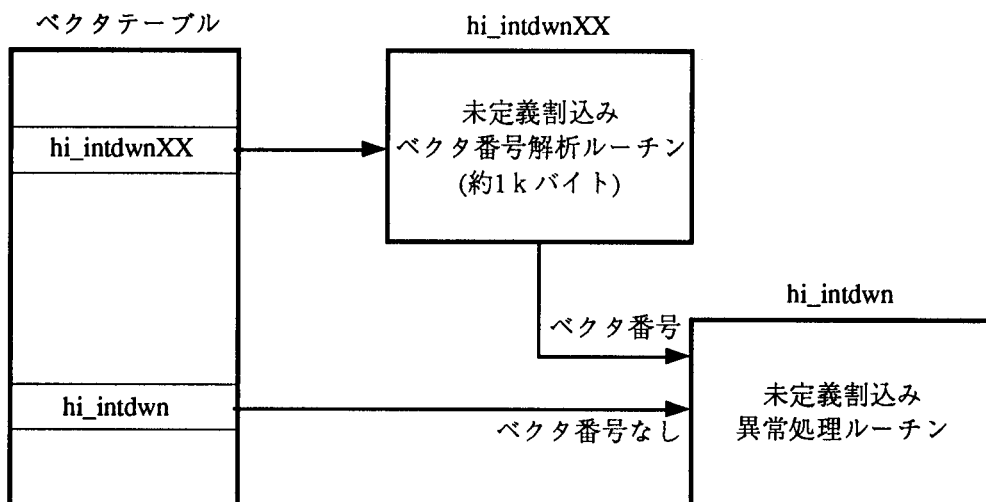 ベクタテーブル
hi_intdwnXX
hi_intdwnXX
未定義割込み
ベクタ番号解析ルーチン
(約1kバイト)
hi_intdwn
ベクタ番号
hi_intdwn
ベクタ番号なし
未定義割込み
異常処理ルーチン